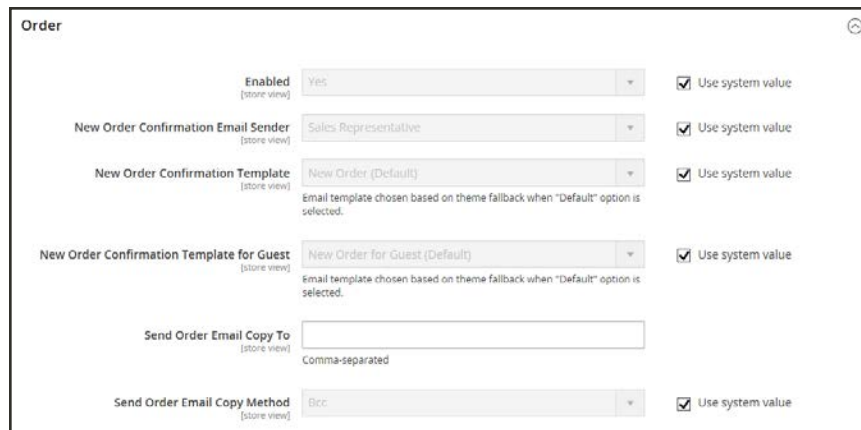 Order
Enabled
[store view]
Yes
Use system value
New Order Confirmation Email Sender
[store view]
Sales Representative
Use system value
New Order Confirmation Template
[store view]
New Order (Default)
Use system value
Email template chosen based on theme fallback when "Default" option is
selected.
New Order Confirmation Template for Guest
[store view]
New Order for Guest (Default)
Use system value
Email template chosen based on theme fallback when "Default" option is
selected.
Send Order Email Copy To
[store view]
Comma-separated
Send Order Email Copy Method
[store view]
Bcc
Use system value